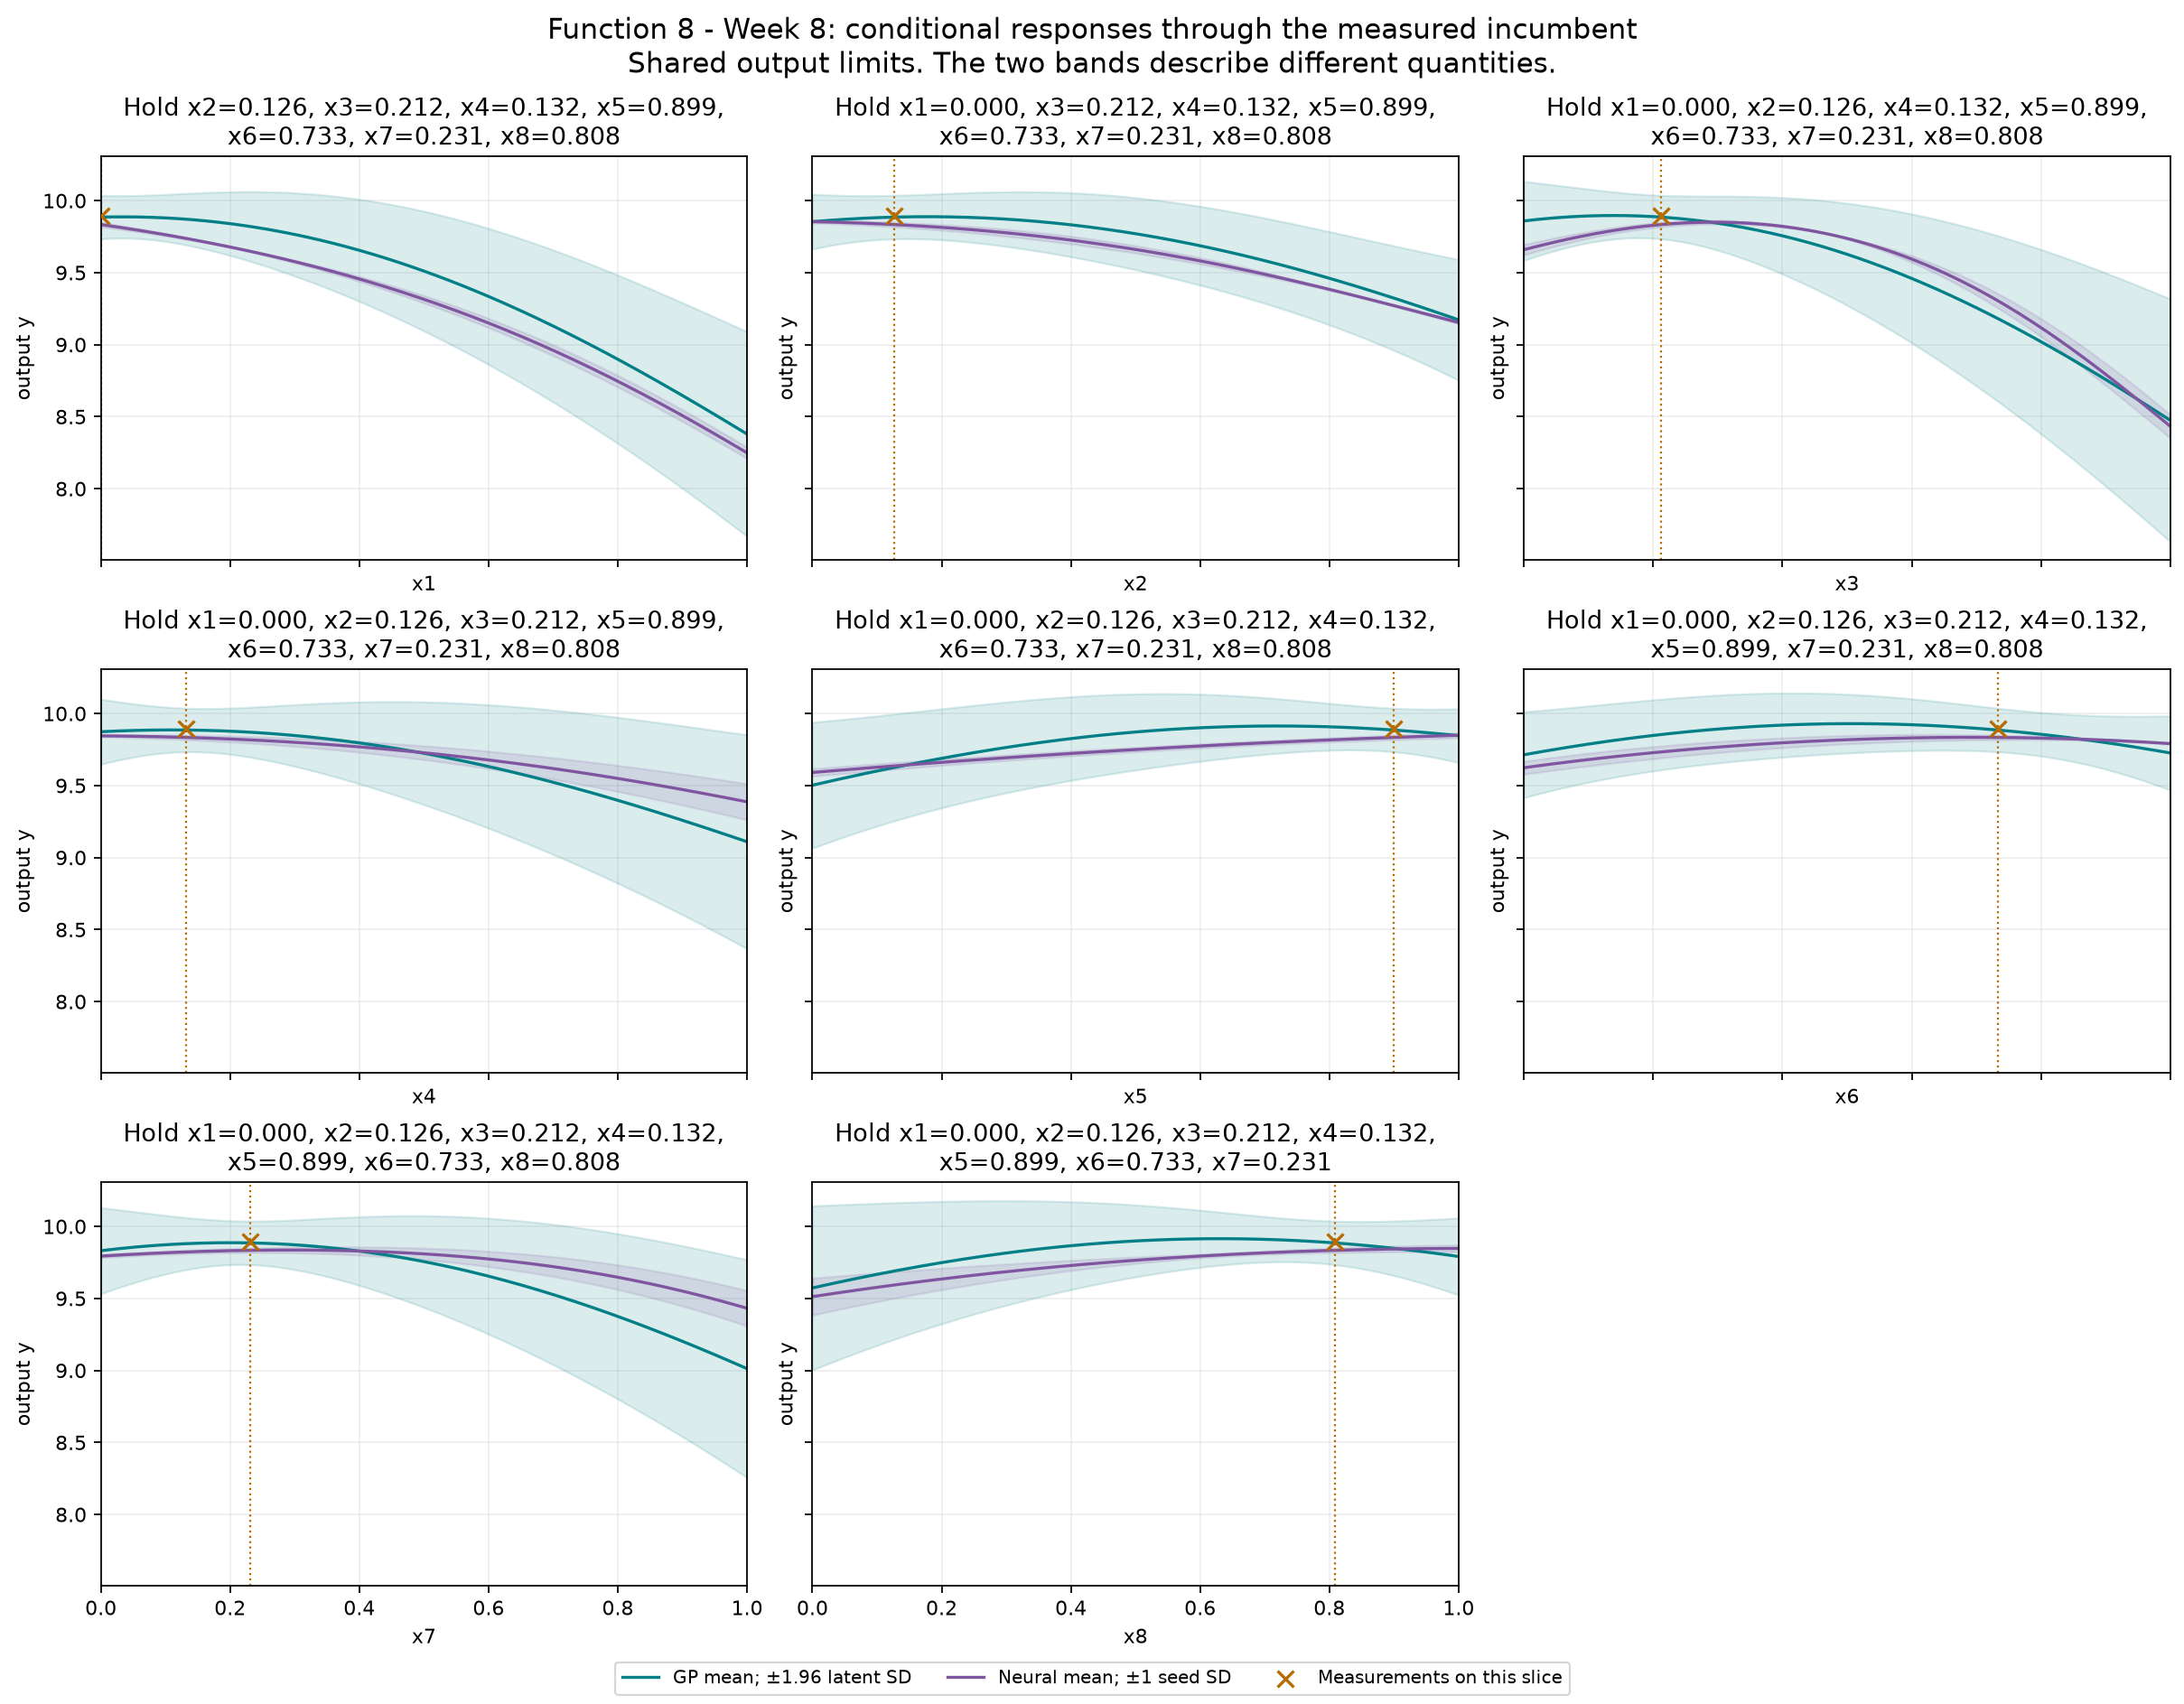 Function 8 - Week 8: conditional responses through the measured incumbent
Shared output limits. The two bands describe different quantities.
Hold x2=0.126, x3=0.212, x4=0.132, x5=0.899,
x6=0.733, x7=0.231, x8=0.808
Hold x1=0.000, x3=0.212, x4=0.132, x5=0.899,
x6=0.733, x7=0.231, x8=0.808
Hold x1=0.000, x2=0.126, x4=0.132, x5=0.899,
x6=0.733, x7=0.231, x8=0.808
10.0
9.5
9.0
8.5
8.0
output y
x1
output y
x2
output y
x3
Hold x1=0.000, x2=0.126, x3=0.212, x5=0.899,
x6=0.733, x7=0.231, x8=0.808
Hold x1=0.000, x2=0.126, x3=0.212, x4=0.132,
x6=0.733, x7=0.231, x8=0.808
Hold x1=0.000, x2=0.126, x3=0.212, x4=0.132,
x5=0.899, x7=0.231, x8=0.808
10.0
9.5
9.0
8.5
8.0
output y
x4
output y
x5
output y
x6
Hold x1=0.000, x2=0.126, x3=0.212, x4=0.132,
x5=0.899, x6=0.733, x8=0.808
Hold x1=0.000, x2=0.126, x3=0.212, x4=0.132,
x5=0.899, x6=0.733, x7=0.231
10.0
9.5
9.0
8.5
8.0
output y
0.0 0.2 0.4 0.6 0.8 1.0
x7
output y
0.0 0.2 0.4 0.6 0.8 1.0
x8
GP mean; ±1.96 latent SD
Neural mean; ±1 seed SD
Measurements on this slice